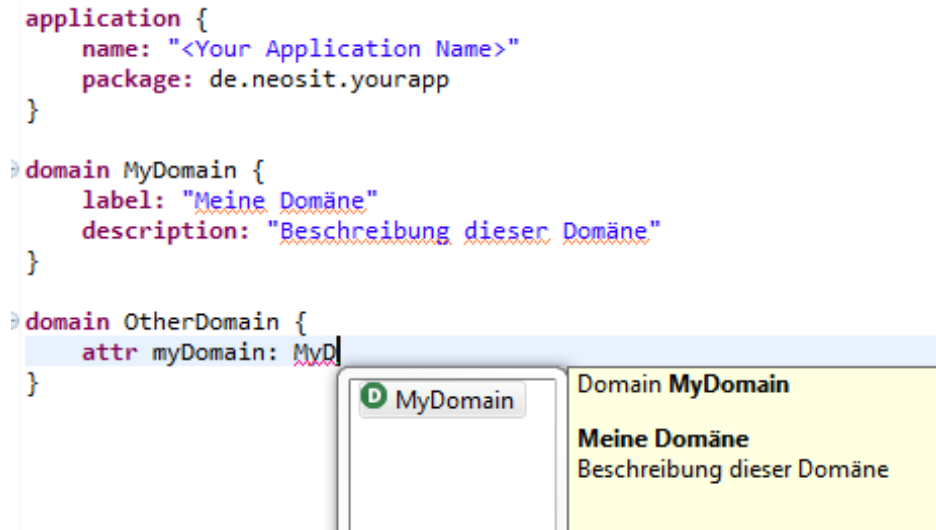 application {
name: "<Your Application Name>"
package: de.neosit.yourapp
}
domain MyDomain {
label: "Meine Domäne"
description: "Beschreibung dieser Domäne"
}
domain OtherDomain {
attr myDomain: MyD
}
D MyDomain
Domain MyDomain
Meine Domäne
Beschreibung dieser Domäne